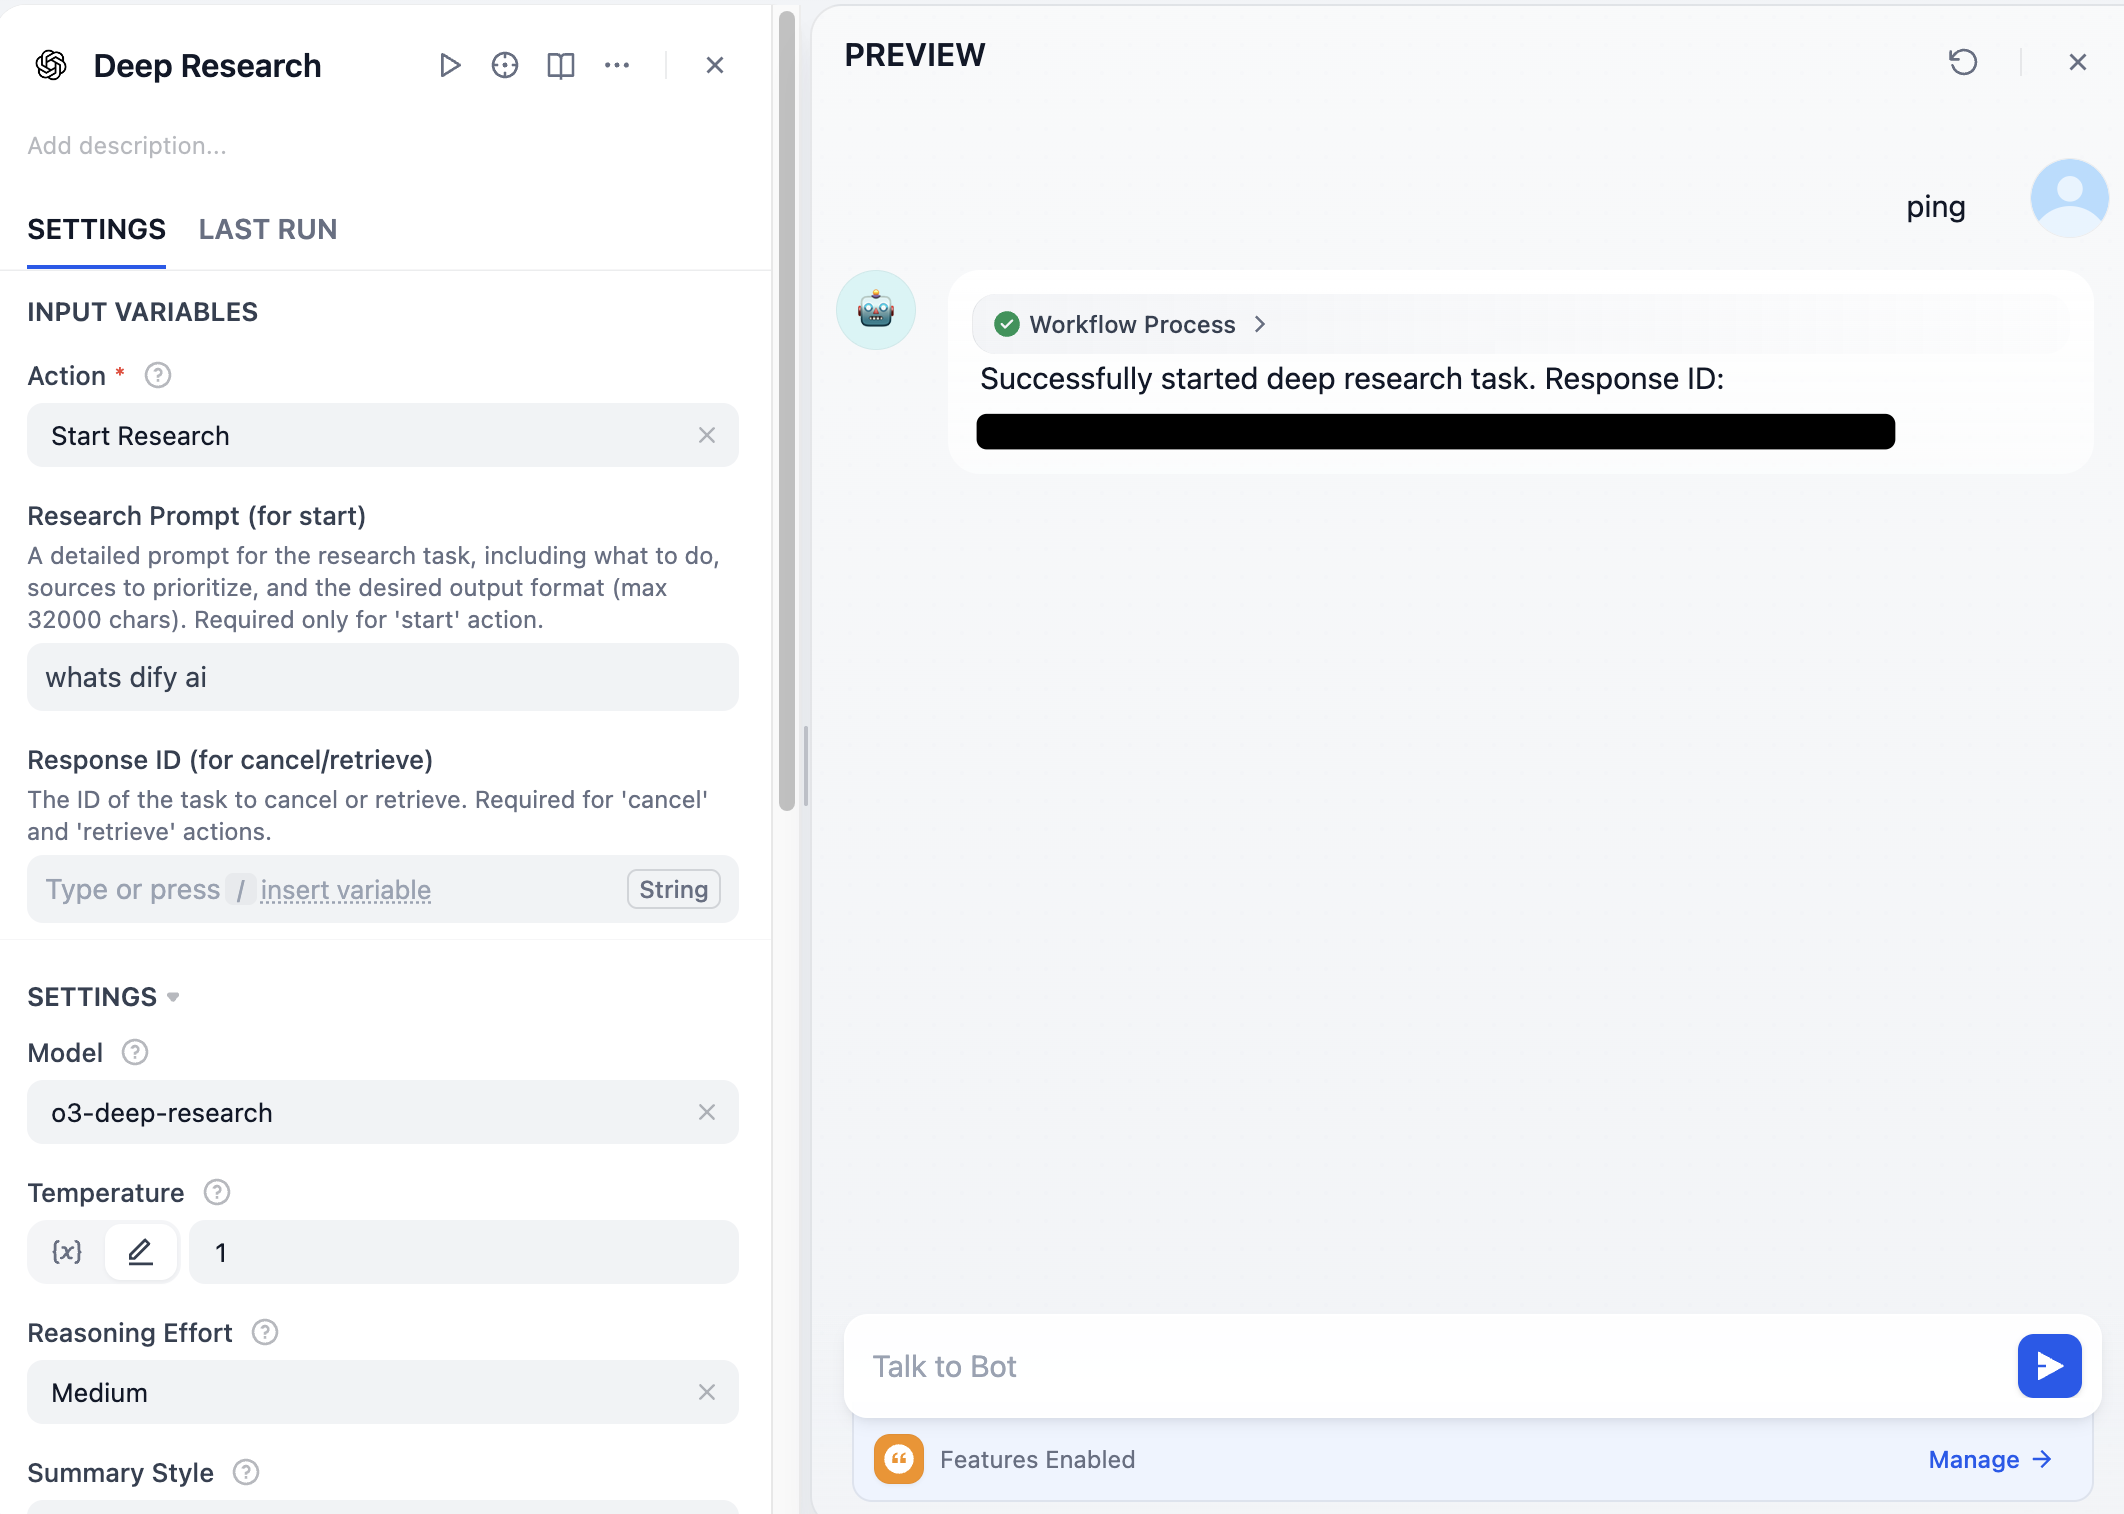 Deep Research
Add description...
SETTINGS LAST RUN
INPUT VARIABLES
Action *
Start Research
Research Prompt (for start)
A detailed prompt for the research task, including what to do,
sources to prioritize, and the desired output format (max
32000 chars). Required only for 'start' action.
whats dify ai
Response ID (for cancel/retrieve)
The ID of the task to cancel or retrieve. Required for 'cancel'
and 'retrieve' actions.
Type or press / insert variable String
SETTINGS
Model
o3-deep-research
Temperature
{x} 1
Reasoning Effort
Medium
Summary Style
PREVIEW
ping
Workflow Process
Successfully started deep research task. Response ID:
Talk to Bot
Features Enabled
Manage →